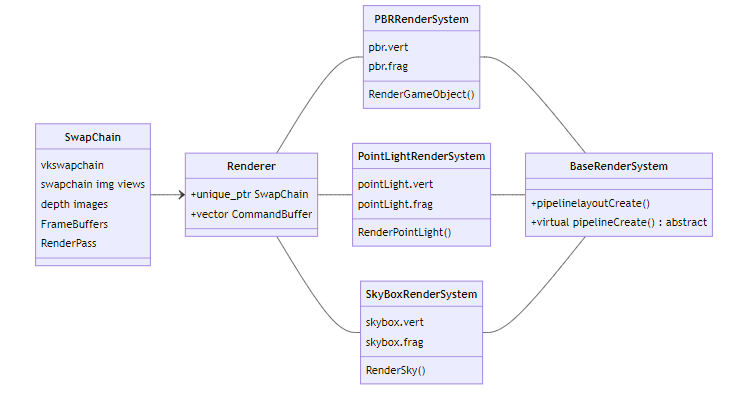 SwapChain
vkswapchain
swapchain img views
depth images
FrameBuffers
RenderPass
Renderer
+unique_ptr SwapChain
+vector CommandBuffer
PBRRenderSystem
pbr.vert
pbr.frag
RenderGameObject()
PointLightRenderSystem
pointLight.vert
pointLight.frag
RenderPointLight()
SkyBoxRenderSystem
skybox.vert
skybox.frag
RenderSky()
BaseRenderSystem
+pipelinelayoutCreate()
+virtual pipelineCreate() : abstract